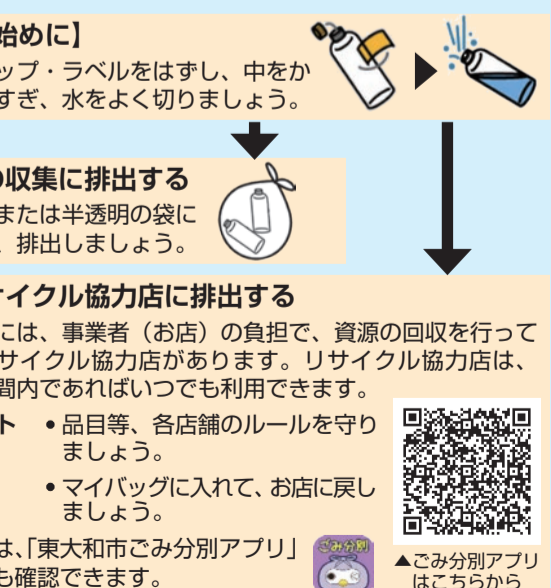 始めに】
ップ・ラベルをはずし、中をか
すぎ、水をよく切りましょう。
の収集に排出する
または半透明の袋に
、排出しましょう。
サイクル協力店に排出する
には、事業者（お店）の負担で、資源の回収を行って
サイクル協力店があります。リサイクル協力店は、
間内であればいつでも利用できます。
ト ●品目等、各店舗のルールを守り
ましょう。
●マイバッグに入れて、お店に戻し
ましょう。
は、「東大和市ごみ分別アプリ」
も確認できます。
ごみ分別
▲ごみ分別アプリ
はこちらから